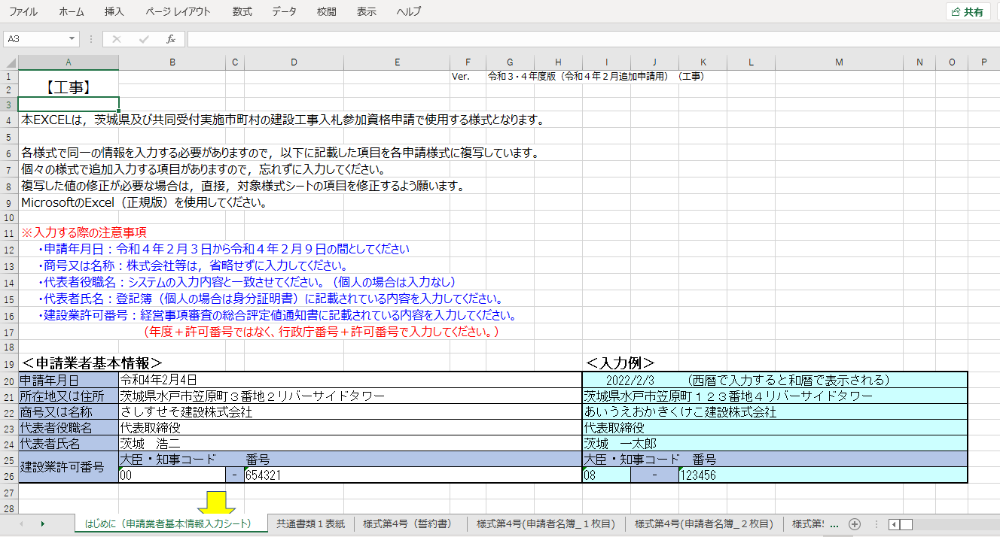 ファイル ホーム 挿入 ページ レイアウト 数式 データ 校閲 表示 ヘルプ 共有
A3 fx
A B C D E F G H I J K L M N O P
1 Ver. 令和３・４年度版（令和４年２月追加申請用）（工事）
2 【工事】
3
4 本EXCELは，茨城県及び共同受付実施市町村の建設工事入札参加資格申請で使用する様式となります。
5
6 各様式で同一の情報を入力する必要がありますので，以下に記載した項目を各申請様式に複写しています。
7 個々の様式で追加入力する項目がありますので，忘れずに入力してください。
8 複写した値の修正が必要な場合は，直接，対象様式シートの項目を修正するよう願います。
9 MicrosoftのExcel（正規版）を使用してください。
10
11 ※入力する際の注意事項
12 ・申請年月日：令和４年２月３日から令和４年２月９日の間としてください
13 ・商号又は名称：株式会社等は，省略せずに入力してください。
14 ・代表者役職名：システムの入力内容と一致させてください。（個人の場合は入力なし）
15 ・代表者氏名：登記簿（個人の場合は身分証明書）に記載されている内容を入力してください。
16 ・建設業許可番号：経営事項審査の総合評定値通知書に記載されている内容を入力してください。
17 （年度＋許可番号ではなく、行政庁番号＋許可番号で入力してください。）
18
19 ＜申請業者基本情報＞ ＜入力例＞
20 申請年月日 令和4年2月4日 2022/2/3 （西暦で入力すると和暦で表示される）
21 所在地又は住所 茨城県水戸市笠原町３番地２リバーサイドタワー 茨城県水戸市笠原町１２３番地４リバーサイドタワー
22 商号又は名称 さしすせそ建設株式会社 あいうえおかきくけこ建設株式会社
23 代表者役職名 代表取締役 代表取締役
24 代表者氏名 茨城　浩二 茨城　一太郎
25 建設業許可番号 大臣・知事コード 番号 大臣・知事コード 番号
26 00 - 654321 08 - 123456
27
28
はじめに（申請業者基本情報入力シート） 共通書類１表紙 様式第4号（誓約書） 様式第4号(申請者名簿_１枚目) 様式第4号(申請者名簿_２枚目) 様式第 ...